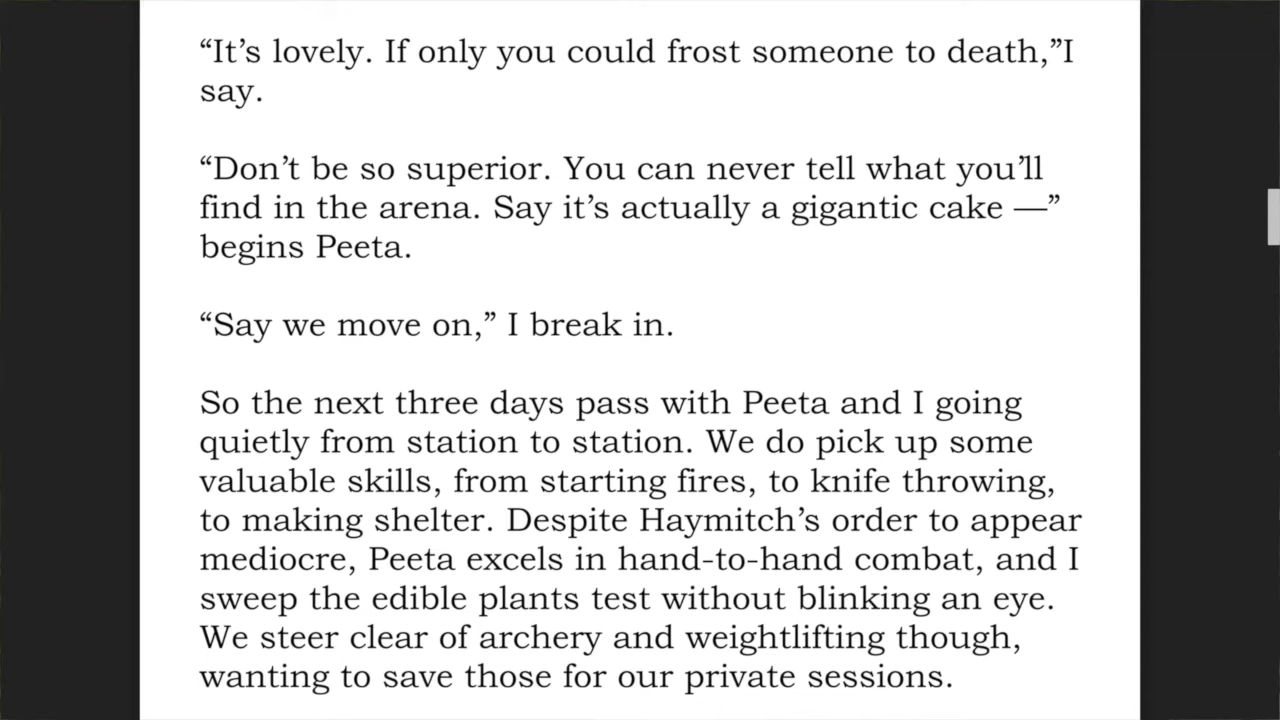 “It’s lovely. If only you could frost someone to death,”I
say.
“Don’t be so superior. You can never tell what you’ll
find in the arena. Say it’s actually a gigantic cake —”
begins Peeta.
“Say we move on,” I break in.
So the next three days pass with Peeta and I going
quietly from station to station. We do pick up some
valuable skills, from starting fires, to knife throwing,
to making shelter. Despite Haymitch’s order to appear
mediocre, Peeta excels in hand-to-hand combat, and I
sweep the edible plants test without blinking an eye.
We steer clear of archery and weightlifting though,
wanting to save those for our private sessions.